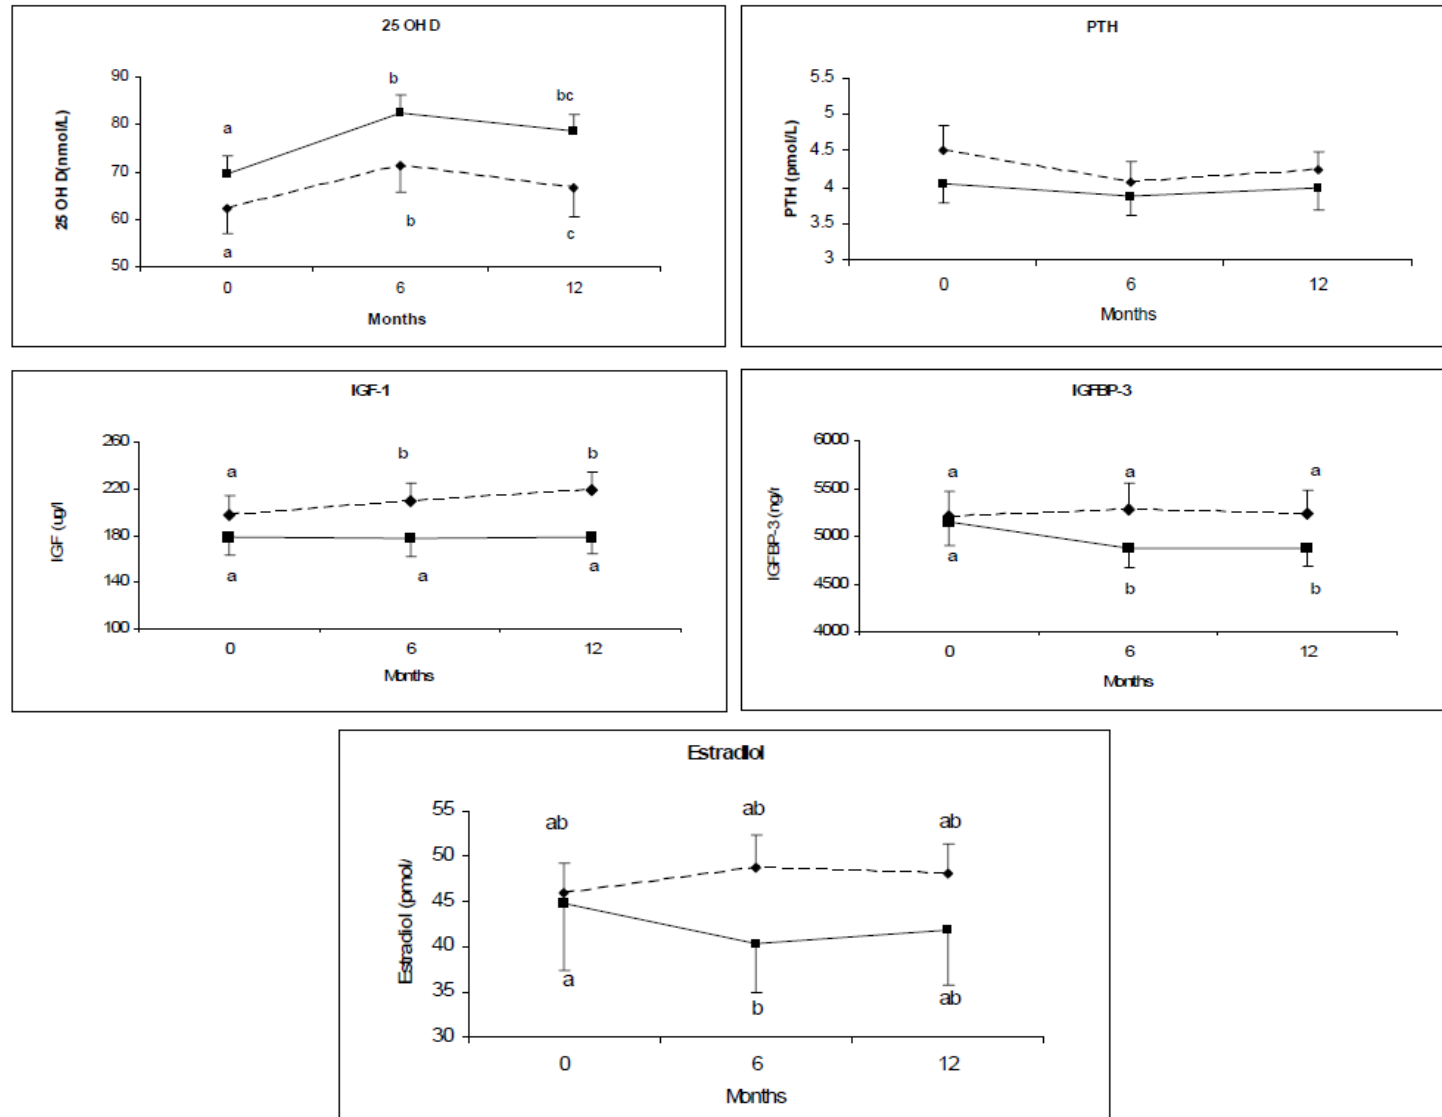 25 OH D
25 OH D(nmol/L)
90
80
70
60
50
a
b
bc
a
b
c
0 6 12
Months
PTH
PTH (pmol/L)
5.5
5
4.5
4
3.5
3
0 6 12
Months
IGF-1
IGF (ug/l
260
220
180
140
100
a b b
a a a
0 6 12
Months
IGFBP-3
IGFBP-3 (ng/r
6000
5500
5000
4500
4000
a a a
a b b
0 6 12
Months
Estradiol
Estradiol (pmol/
55
50
45
40
35
30
ab ab ab
a b ab
0 6 12
Months